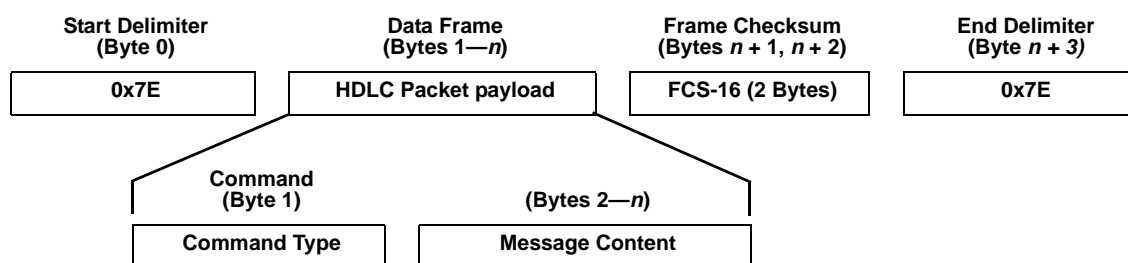 Start Delimiter
(Byte 0)
Data Frame
(Bytes 1—n)
Frame Checksum
(Bytes n + 1, n + 2)
End Delimiter
(Byte n + 3)
0x7E
HDLC Packet payload
FCS-16 (2 Bytes)
0x7E
Command
(Byte 1)
(Bytes 2—n)
Command Type
Message Content